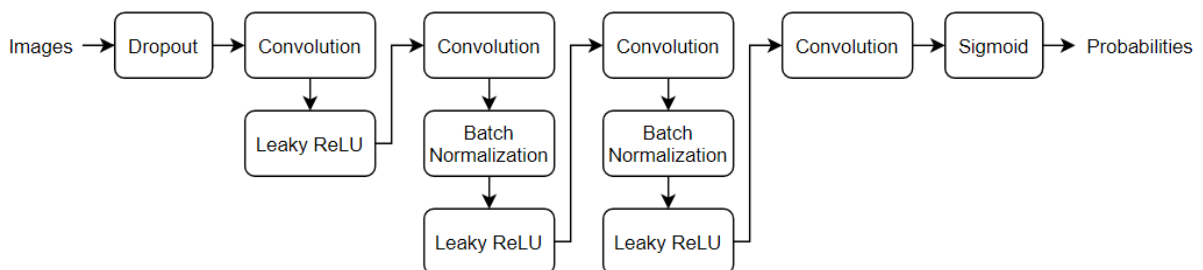 Images
Dropout
Convolution
Leaky ReLU
Convolution
Batch
Normalization
Leaky ReLU
Convolution
Batch
Normalization
Leaky ReLU
Convolution
Sigmoid
Probabilities